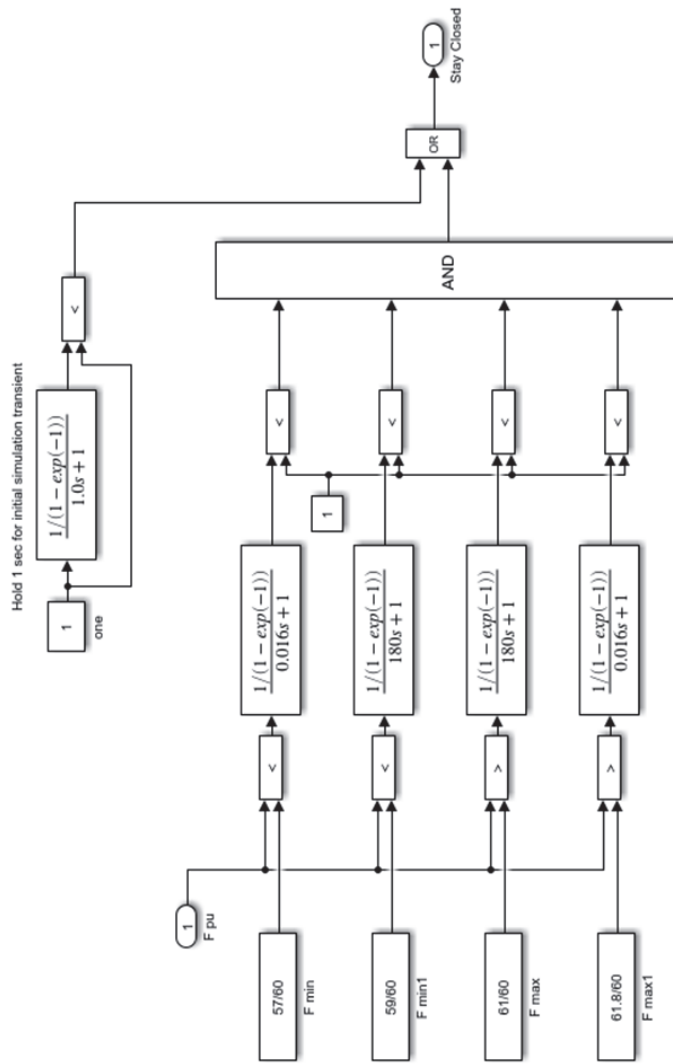 Hold 1 sec for initial simulation transient
1
one
1/(1 − exp(−1))
1.0s + 1
<
1
F pu
57/60
F min
<
1/(1 − exp(−1))
0.016s + 1
<
59/60
F min1
<
1/(1 − exp(−1))
180s + 1
1
<
61/60
F max
>
1/(1 − exp(−1))
180s + 1
<
61.8/60
F max1
>
1/(1 − exp(−1))
0.016s + 1
<
AND
OR
1
Stay Closed